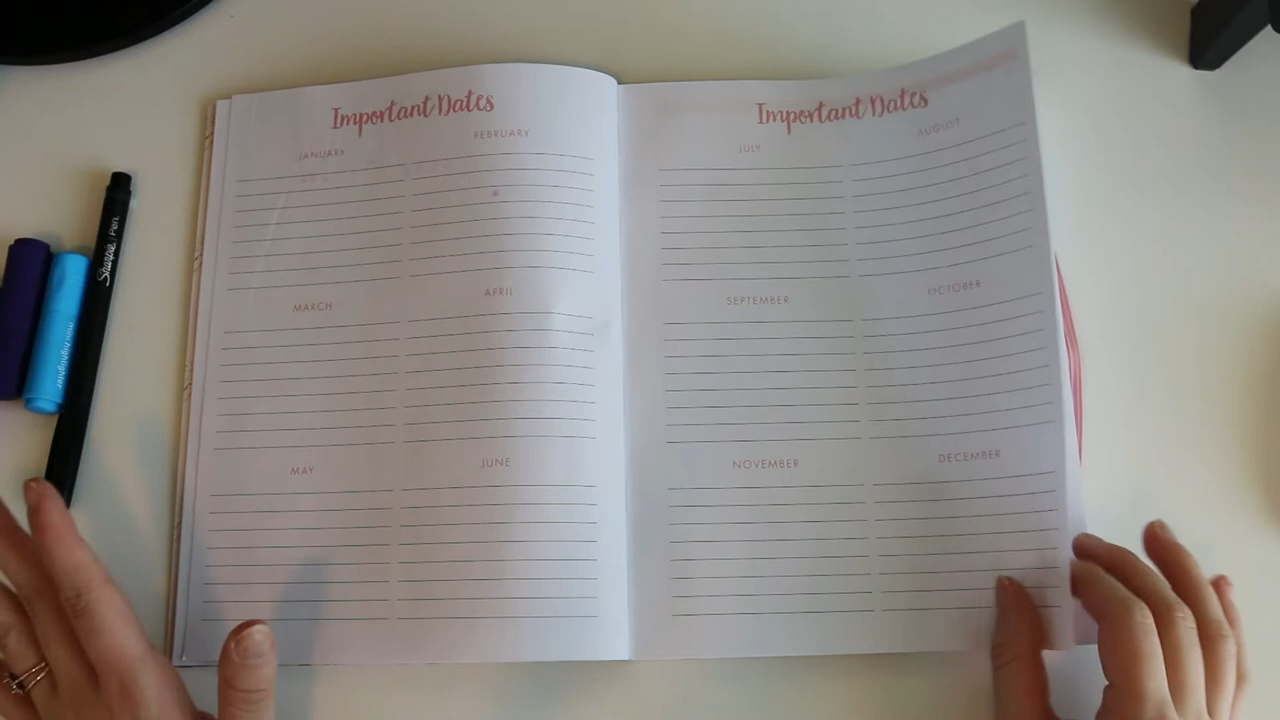 Important Dates
JANUARY
FEBRUARY
MARCH
APRIL
MAY
JUNE
Important Dates
JULY
AUGUST
SEPTEMBER
OCTOBER
NOVEMBER
DECEMBER
Sharpie Pen
mini highlighter